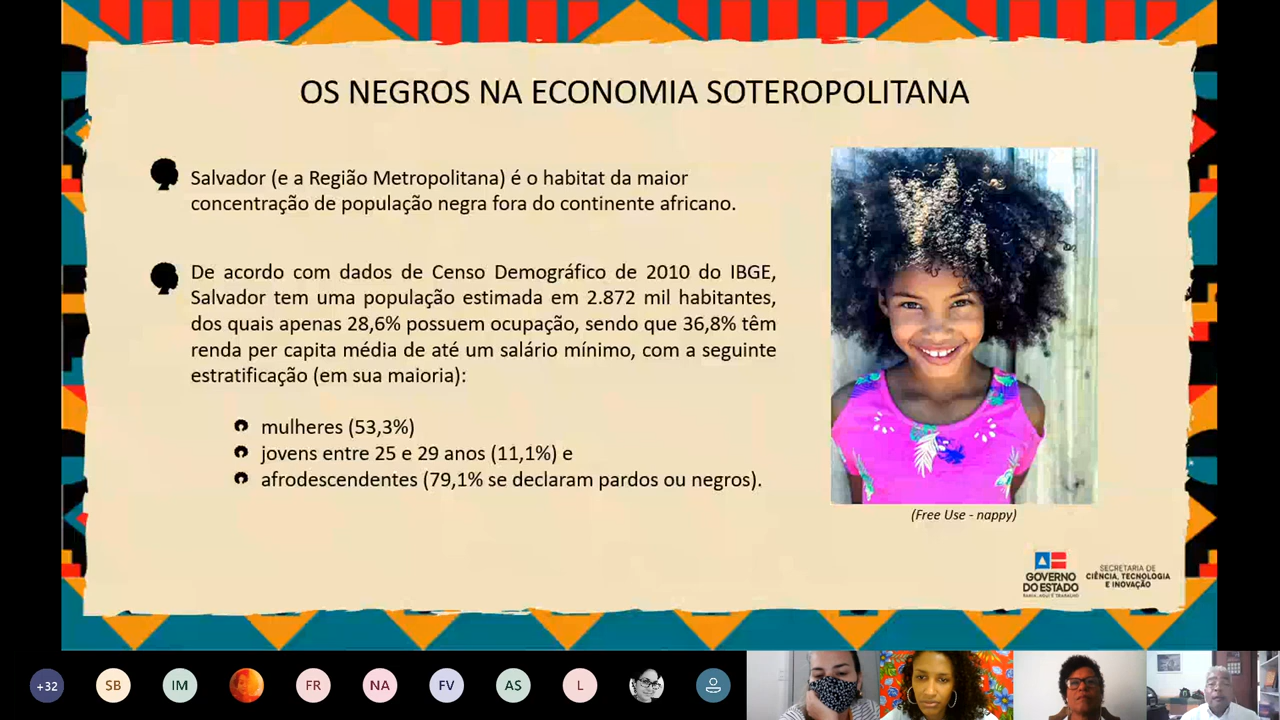 OS NEGROS NA ECONOMIA SOTEROPOLITANA
Salvador (e a Região Metropolitana) é o habitat da maior
concentração de população negra fora do continente africano.
De acordo com dados de Censo Demográfico de 2010 do IBGE,
Salvador tem uma população estimada em 2.872 mil habitantes,
dos quais apenas 28,6% possuem ocupação, sendo que 36,8% têm
renda per capita média de até um salário mínimo, com a seguinte
estratificação (em sua maioria):
mulheres (53,3%)
jovens entre 25 e 29 anos (11,1%) e
afrodescendentes (79,1% se declaram pardos ou negros).
(Free Use - nappy)
GOVERNO
DO ESTADO
BAHIA. AQUI É TRABALHO
SECRETARIA DE
CIÊNCIA, TECNOLOGIA
E INOVAÇÃO
+32
SB
IM
FR
NA
FV
AS
L